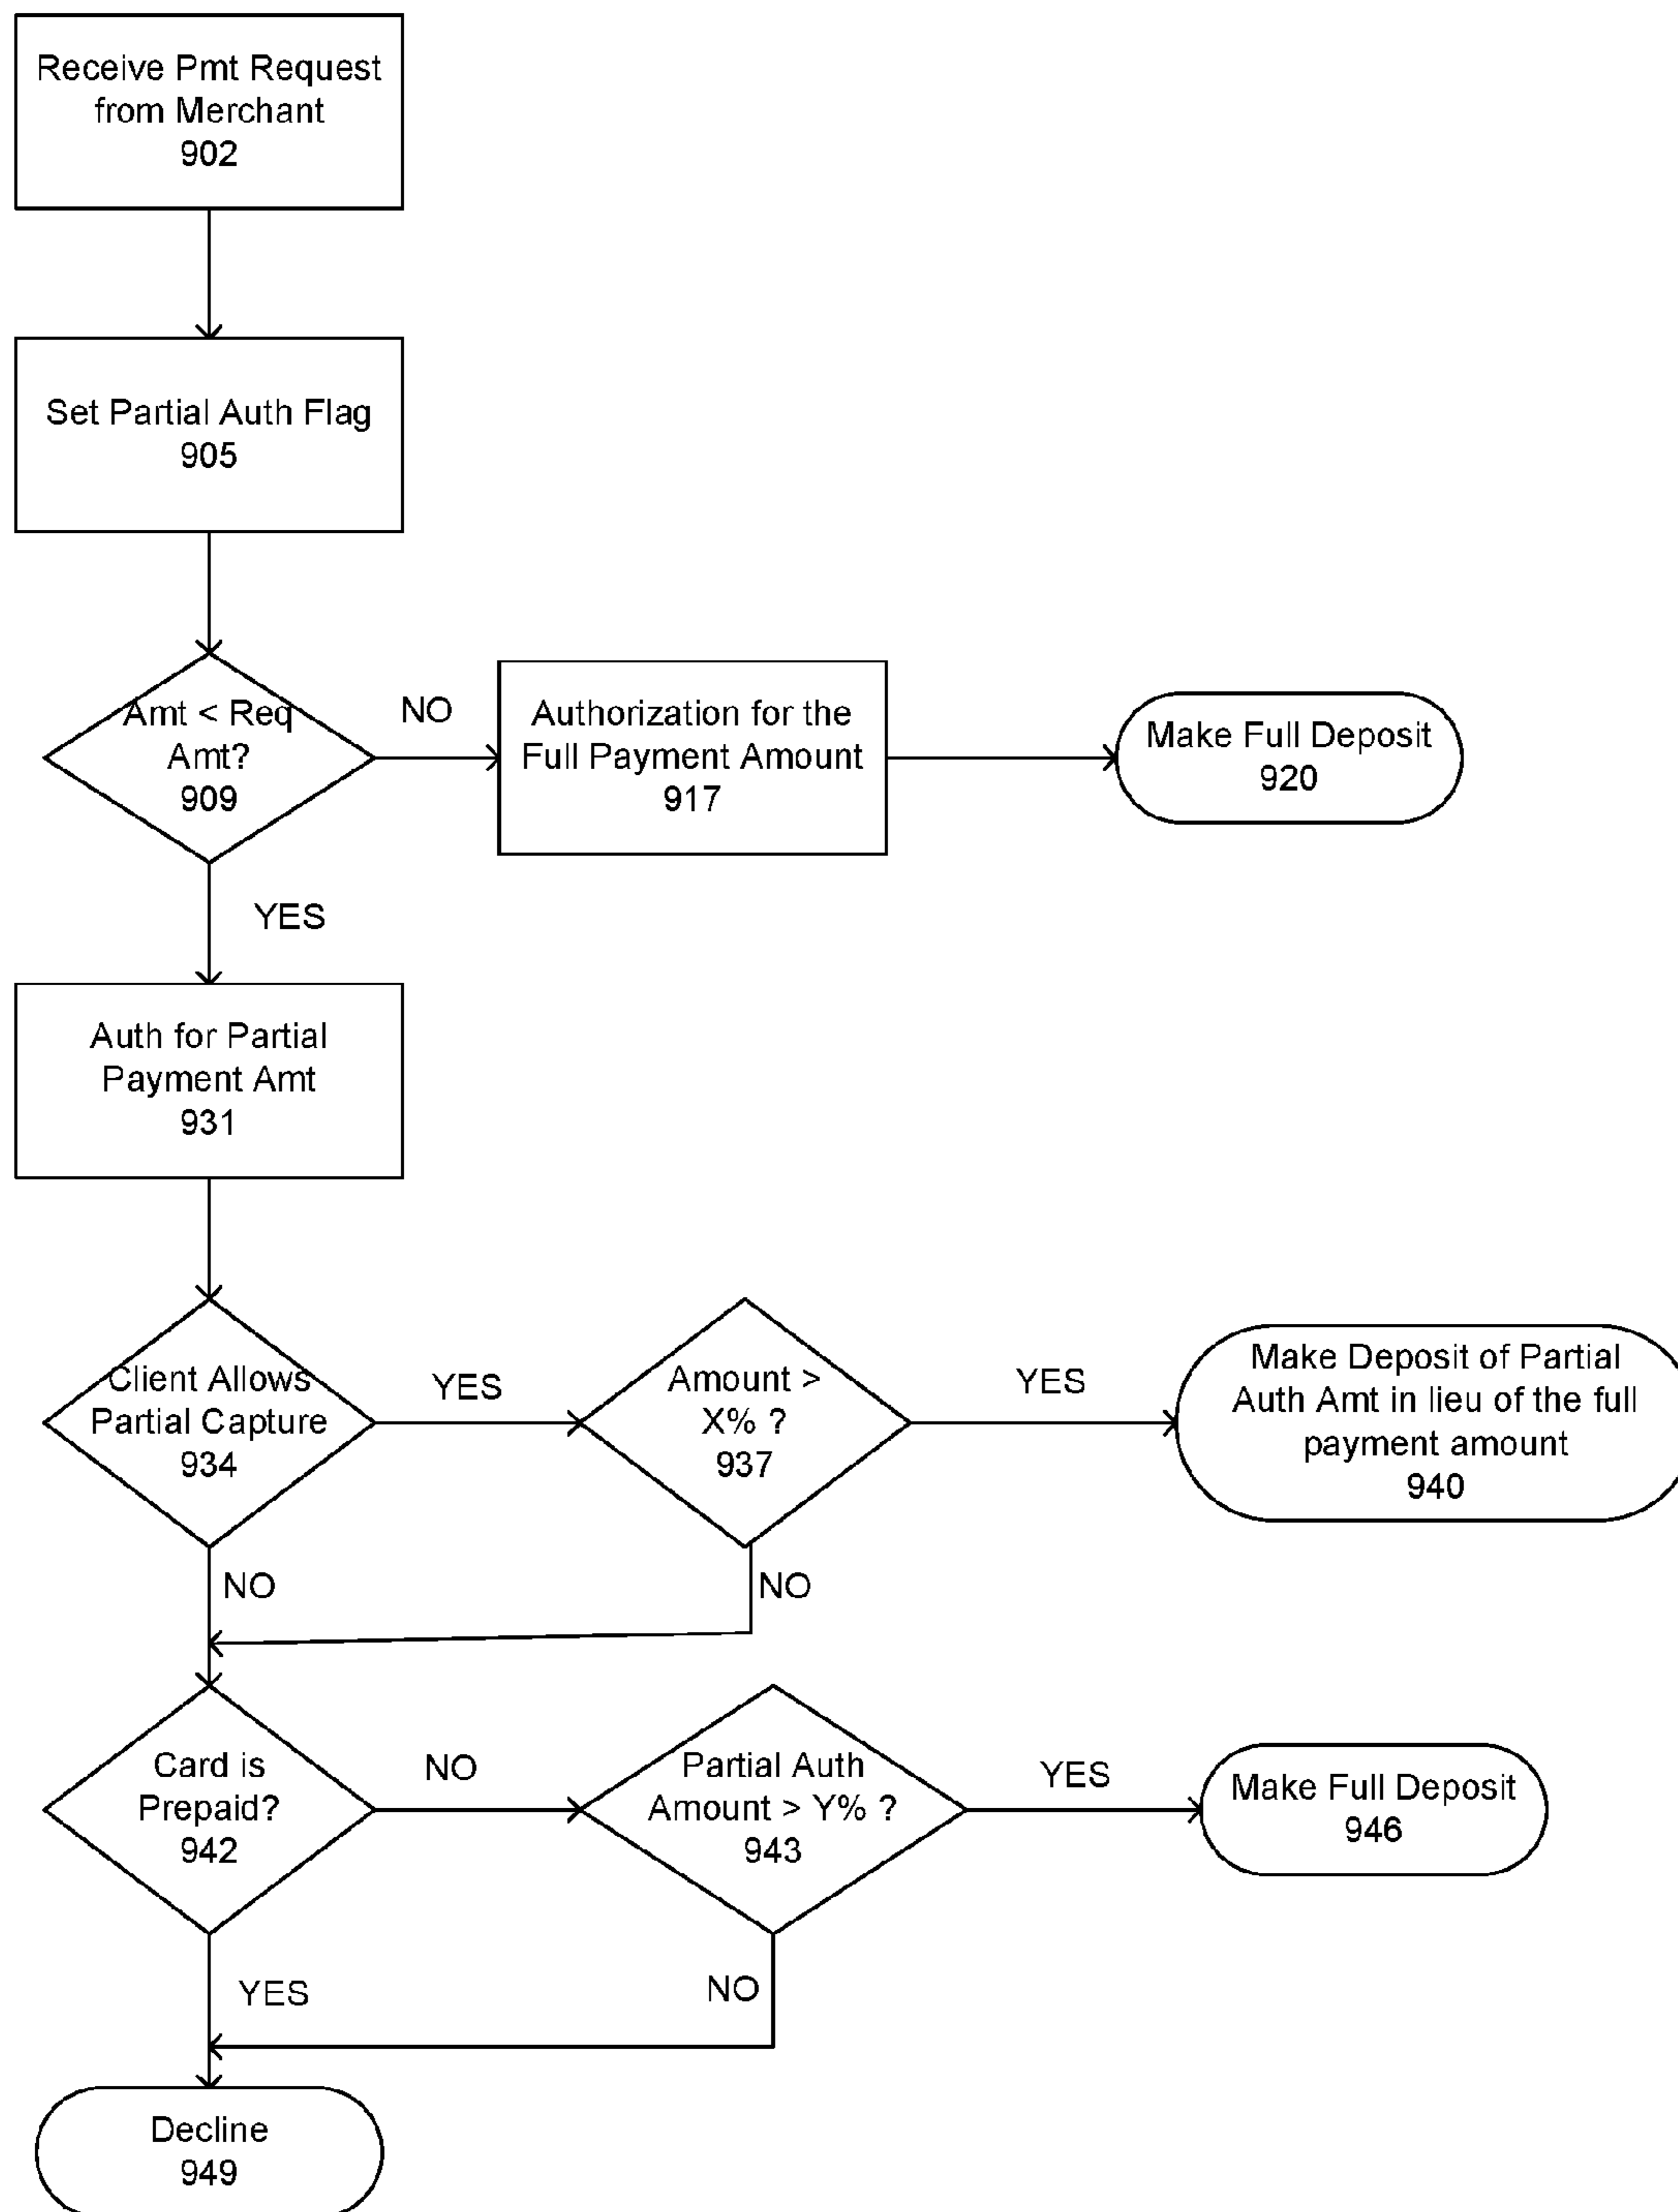 Receive Pmt Request
from Merchant
902
Set Partial Auth Flag
905
Amt < Req
Amt?
909
NO
Authorization for the
Full Payment Amount
917
Make Full Deposit
920
YES
Auth for Partial
Payment Amt
931
Client Allows
Partial Capture
934
YES
Amount >
X% ?
937
YES
Make Deposit of Partial
Auth Amt in lieu of the full
payment amount
940
NO
NO
Card is
Prepaid?
942
NO
Partial Auth
Amount > Y% ?
943
YES
Make Full Deposit
946
YES
NO
Decline
949